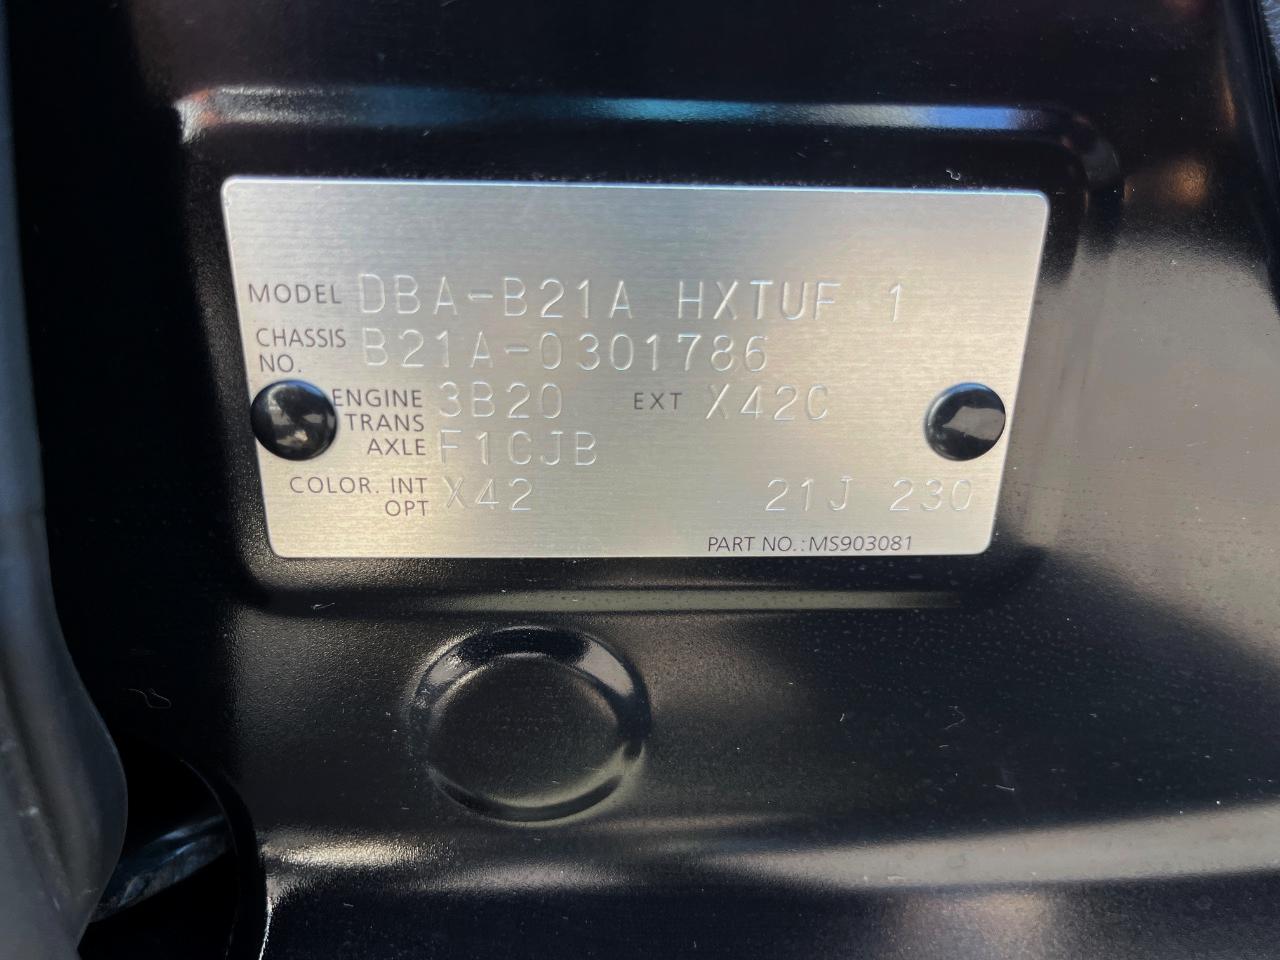 MODEL DBA-B21A HXTUF 1
CHASSIS NO. B21A-0301786
ENGINE 3B20 EXT X42C
TRANS AXLE F1CJB
COLOR. INT OPT X42 21J 230
PART NO.: MS903081